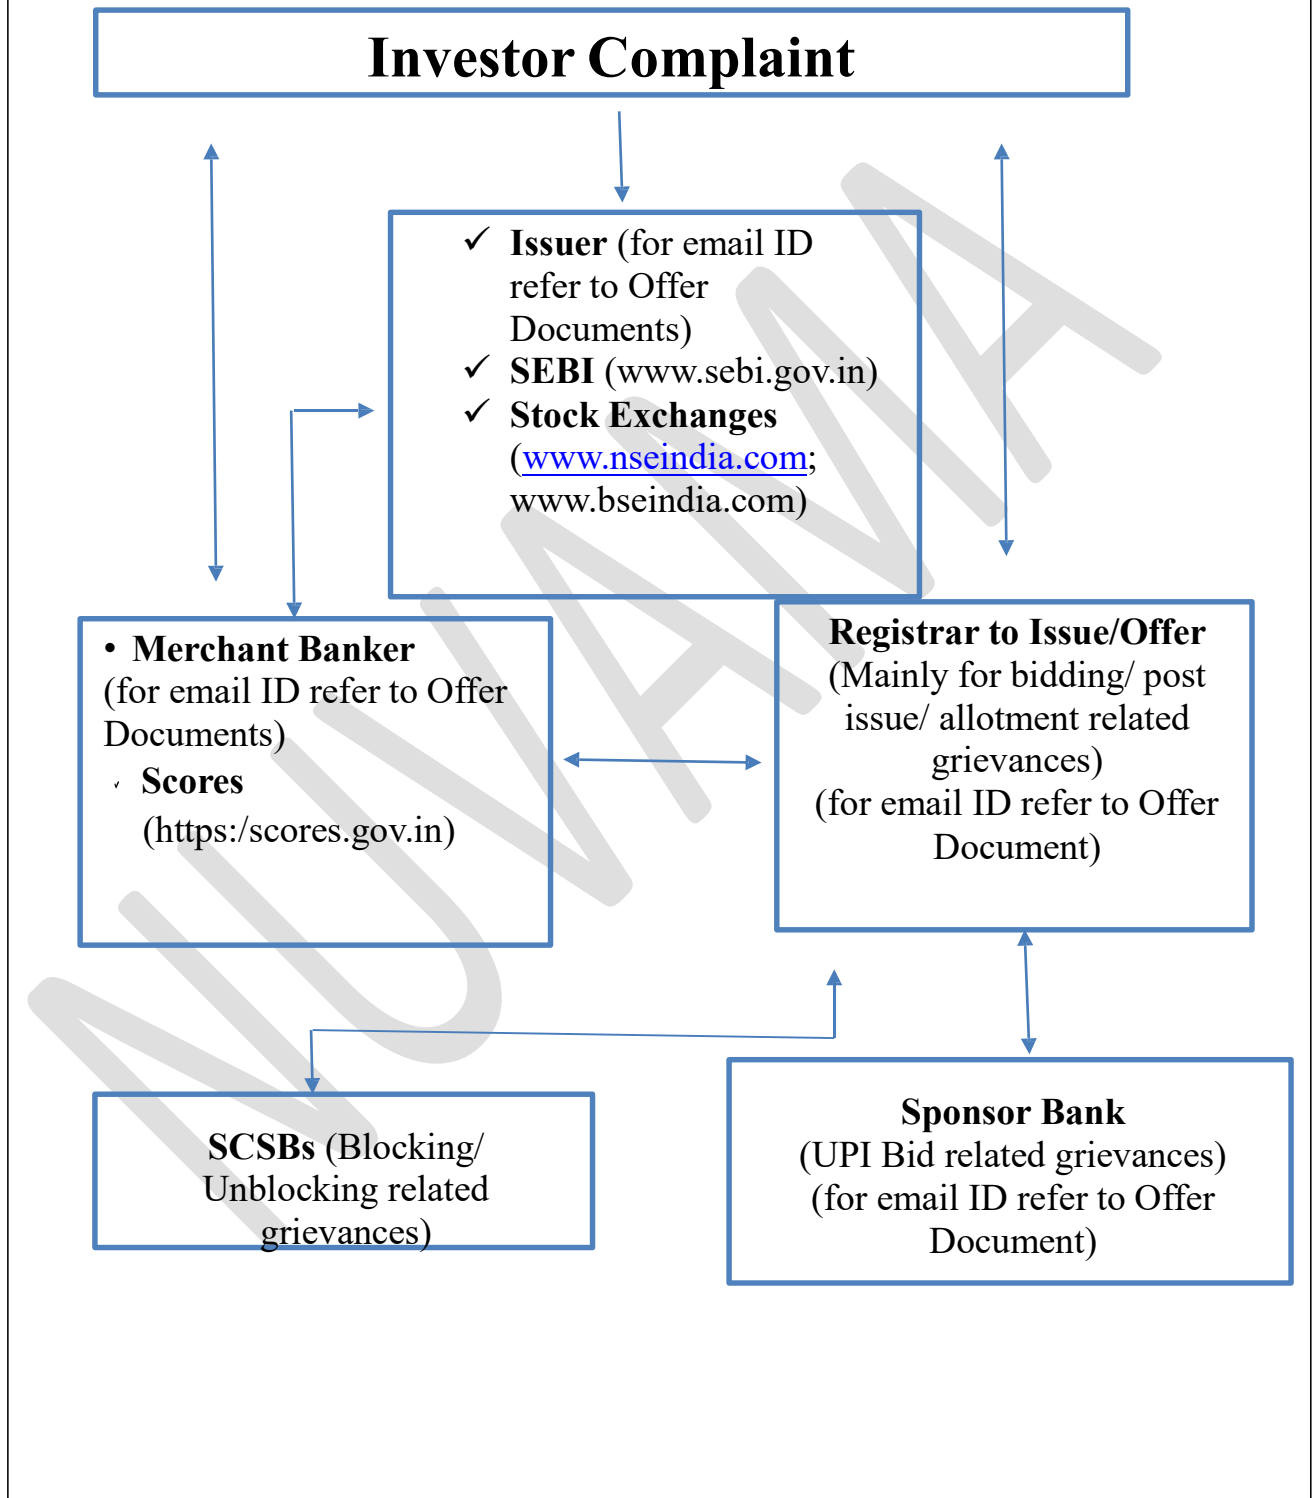 Investor Complaint
✓ Issuer (for email ID
refer to Offer
Documents)
✓ SEBI (www.sebi.gov.in)
✓ Stock Exchanges
(www.nseindia.com;
www.bseindia.com)
• Merchant Banker
(for email ID refer to Offer
Documents)
✓ Scores
(https:/scores.gov.in)
Registrar to Issue/Offer
(Mainly for bidding/ post
issue/ allotment related
grievances)
(for email ID refer to Offer
Document)
SCSBs (Blocking/
Unblocking related
grievances)
Sponsor Bank
(UPI Bid related grievances)
(for email ID refer to Offer
Document)
NUVAMA